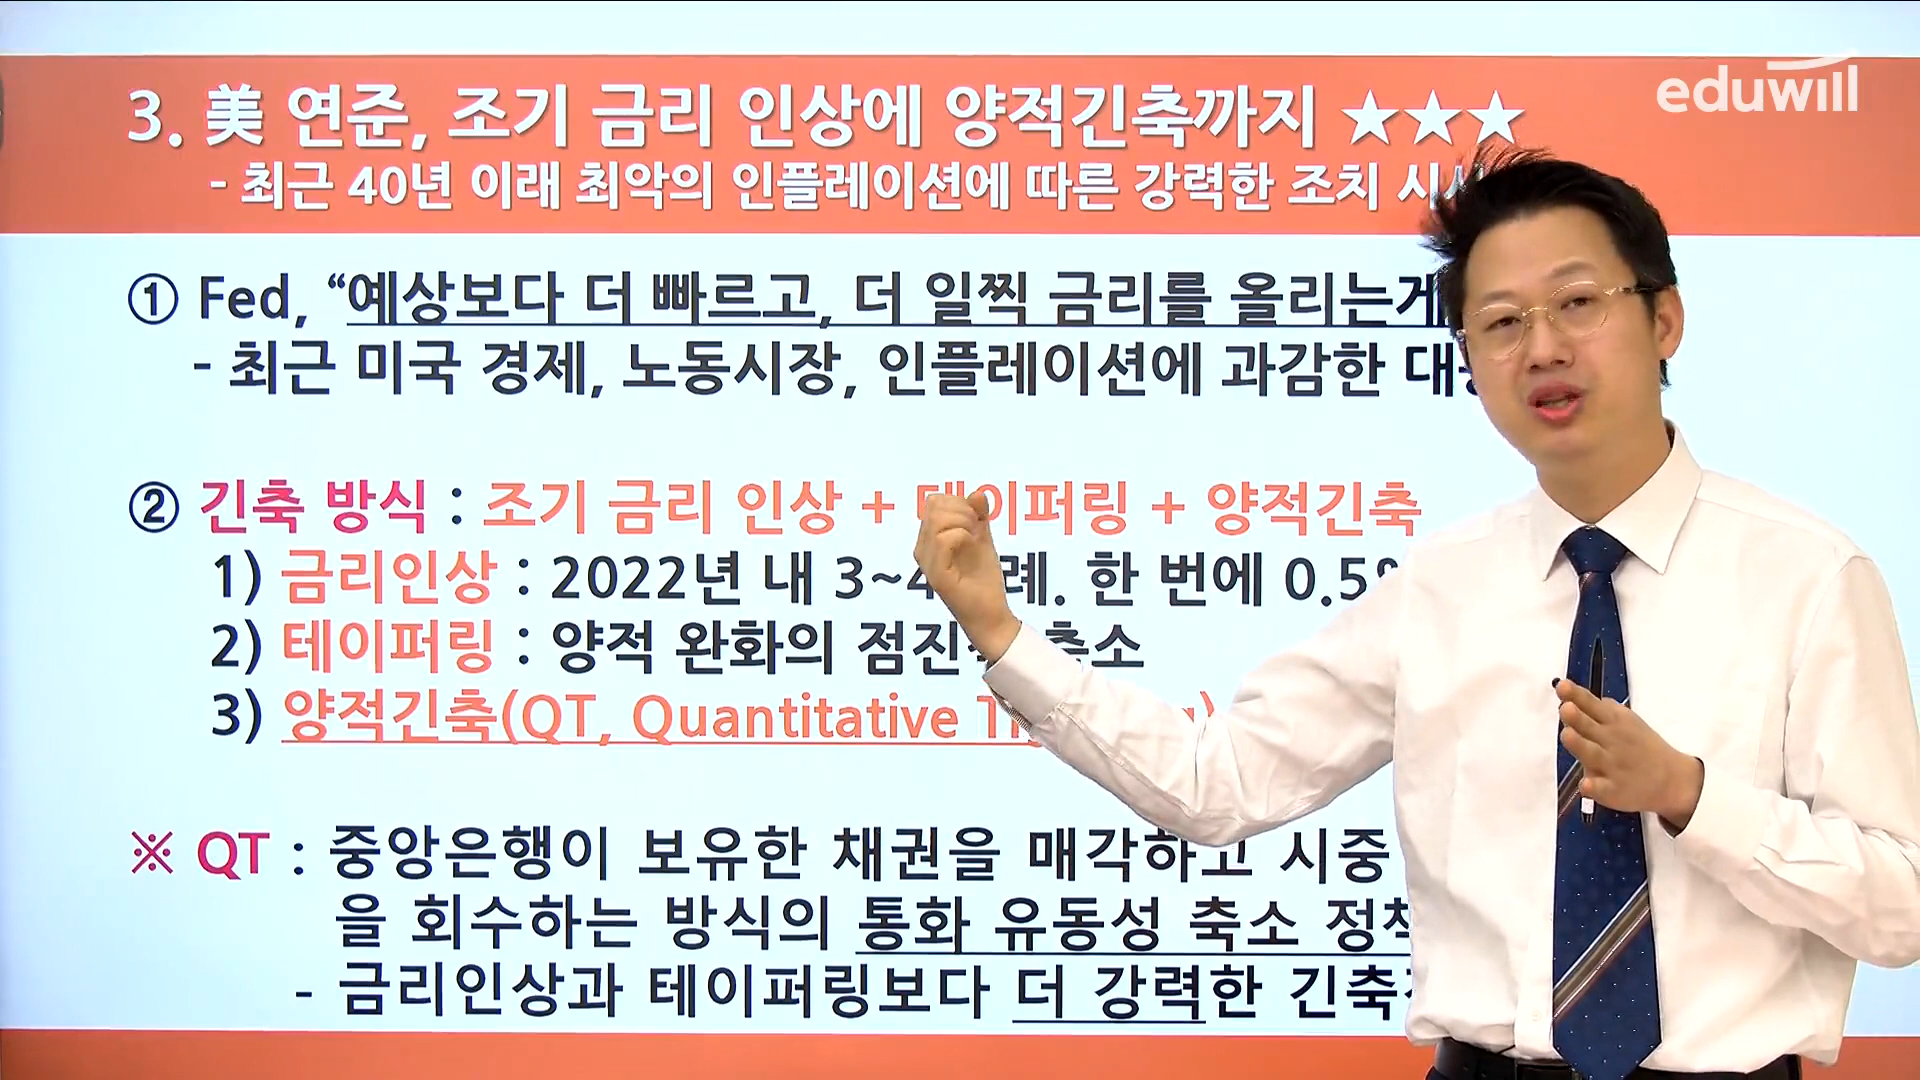 eduwill
3. 美 연준, 조기 금리 인상에 양적긴축까지 ★★★
- 최근 40년 이래 최악의 인플레이션에 따른 강력한 조치
① Fed, “예상보다 더 빠르고, 더 일찍 금리를 올리는게
- 최근 미국 경제, 노동시장, 인플레이션에 과감한
② 긴축 방식 : 조기 금리 인상 + 테이퍼링 + 양적긴축
1) 금리인상 : 2022년 내 한 번에
2) 테이퍼링 : 양적 완화의 축소
3) 양적긴축(QT, Quantitative
※ QT : 중앙은행이 보유한 채권을 매각하고 시중
을 회수하는 방식의 통화 유동성 축소 정책
- 금리인상과 테이퍼링보다 더 강력한